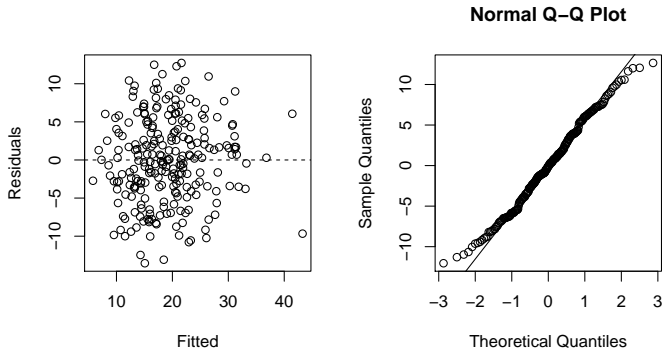 Normal Q−Q Plot
Residuals
10
5
0
−5
−10
10 20 30 40
Fitted
Sample Quantiles
10
5
0
−5
−10
−3 −2 −1 0 1 2 3
Theoretical Quantiles